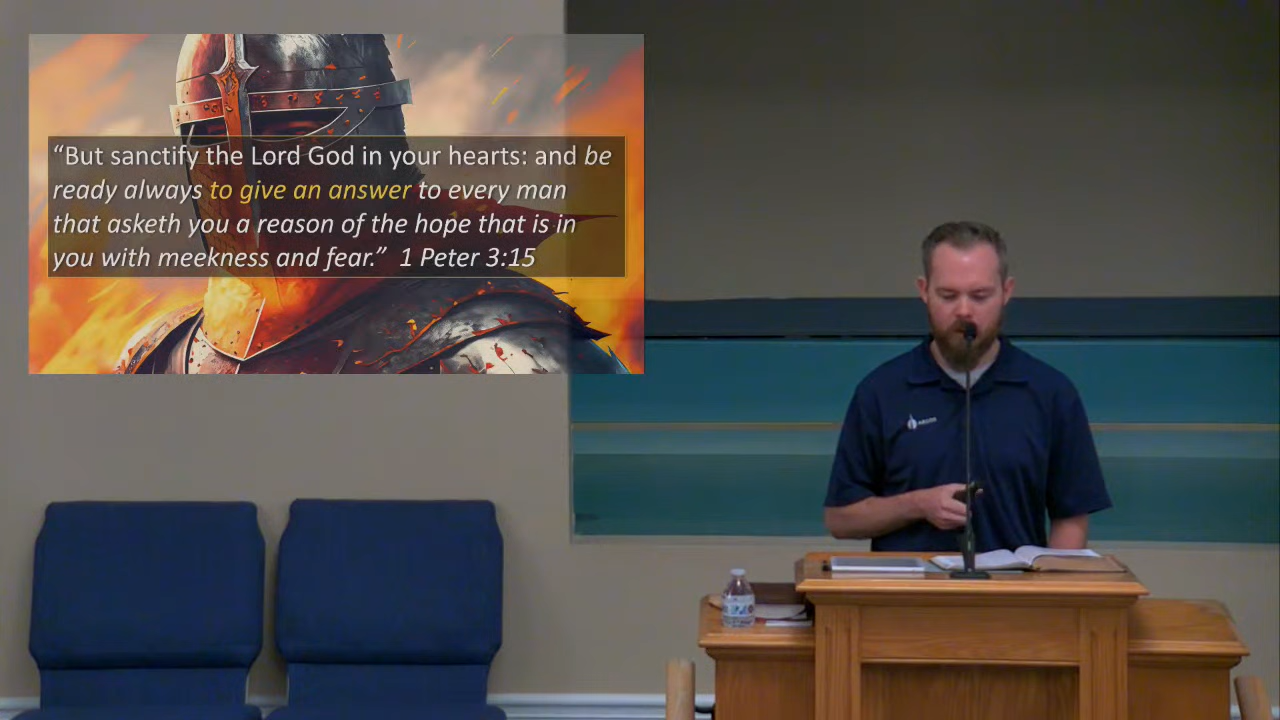 “But sanctify the Lord God in your hearts: and be
ready always to give an answer to every man
that asketh you a reason of the hope that is in
you with meekness and fear.”  1 Peter 3:15